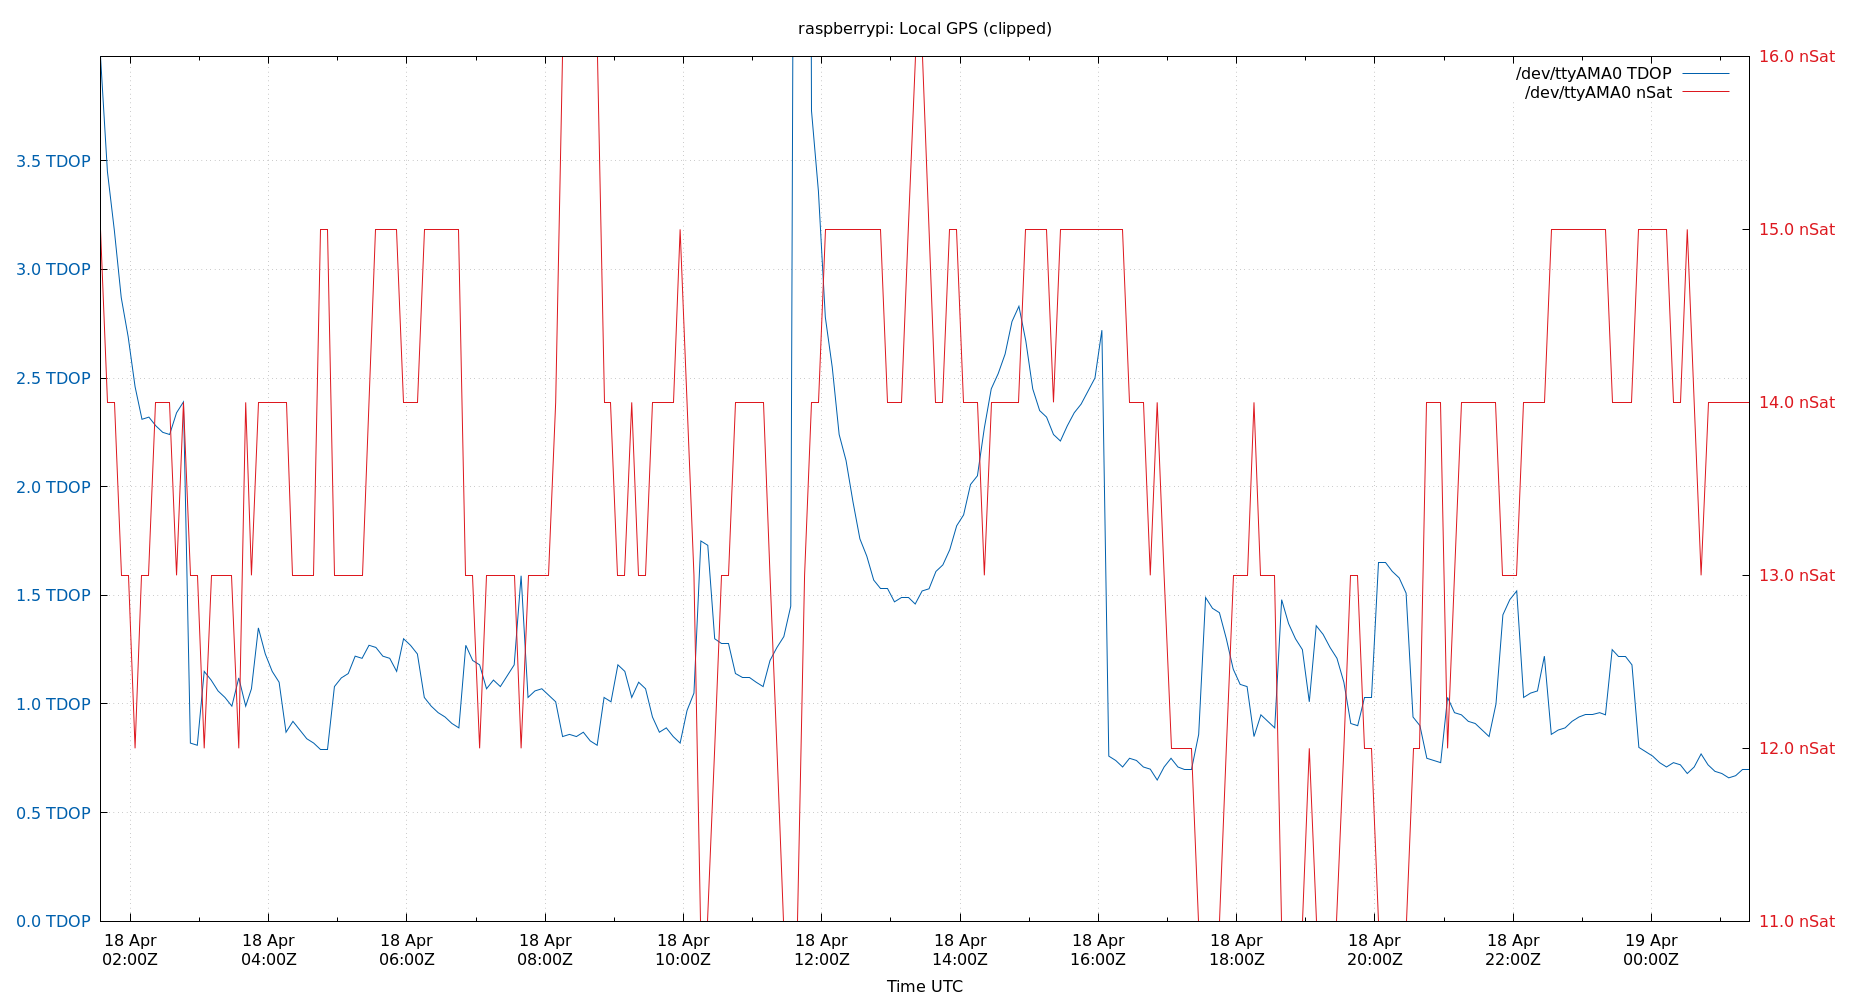 raspberrypi: Local GPS (clipped)
/dev/ttyAMA0 TDOP
/dev/ttyAMA0 nSat
3.5 TDOP
3.0 TDOP
2.5 TDOP
2.0 TDOP
1.5 TDOP
1.0 TDOP
0.5 TDOP
0.0 TDOP
16.0 nSat
15.0 nSat
14.0 nSat
13.0 nSat
12.0 nSat
11.0 nSat
18 Apr
02:00Z
18 Apr
04:00Z
18 Apr
06:00Z
18 Apr
08:00Z
18 Apr
10:00Z
18 Apr
12:00Z
18 Apr
14:00Z
18 Apr
16:00Z
18 Apr
18:00Z
18 Apr
20:00Z
18 Apr
22:00Z
19 Apr
00:00Z
Time UTC